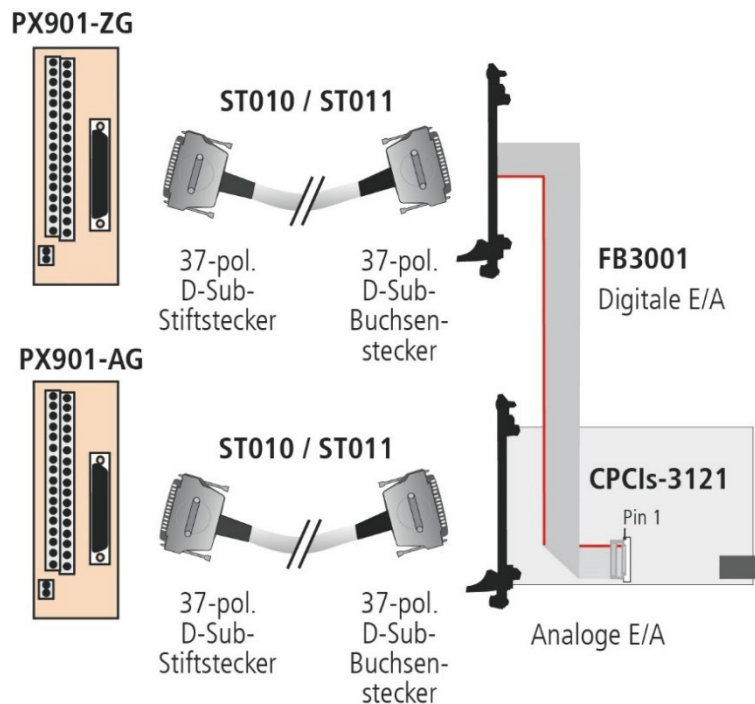 PX901-ZG
ST010 / ST011
37-pol.
D-Sub-
Stiftstecker
37-pol.
D-Sub-
Buchsen-
stecker
FB3001
Digitale E/A
PX901-AG
ST010 / ST011
CPCIs-3121
Pin 1
37-pol.
D-Sub-
Stiftstecker
37-pol.
D-Sub-
Buchsen-
stecker
Analoge E/A